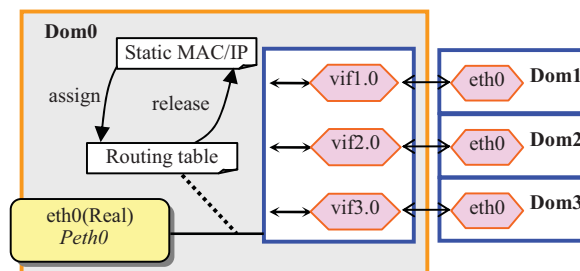 Dom0
Static MAC/IP
assign
release
Routing table
eth0(Real)
Peth0
vif1.0
vif2.0
vif3.0
eth0
Dom1
eth0
Dom2
eth0
Dom3